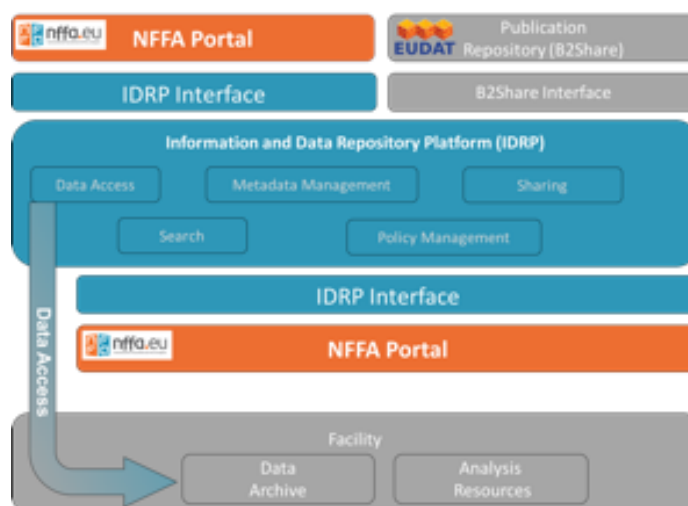 nffa.eu
NFFA Portal
EUDAT
Publication
Repository (B2Share)
IDRP Interface
B2Share Interface
Information and Data Repository Platform (IDRP)
Data Access
Metadata Management
Sharing
Search
Policy Management
Data Access
IDRP Interface
nffa.eu
NFFA Portal
Facility
Data
Archive
Analysis
Resources